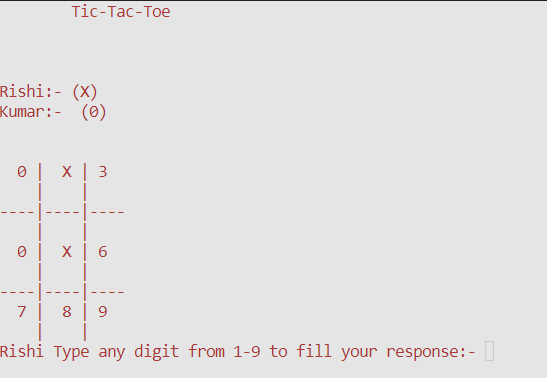 Tic-Tac-Toe
Rishi:- (X)
Kumar:-  (0)
0 |  X | 3
|    |
----|----|----
|    |
0 |  X | 6
|    |
----|----|----
7 |  8 | 9
|    |
Rishi Type any digit from 1-9 to fill your response:-